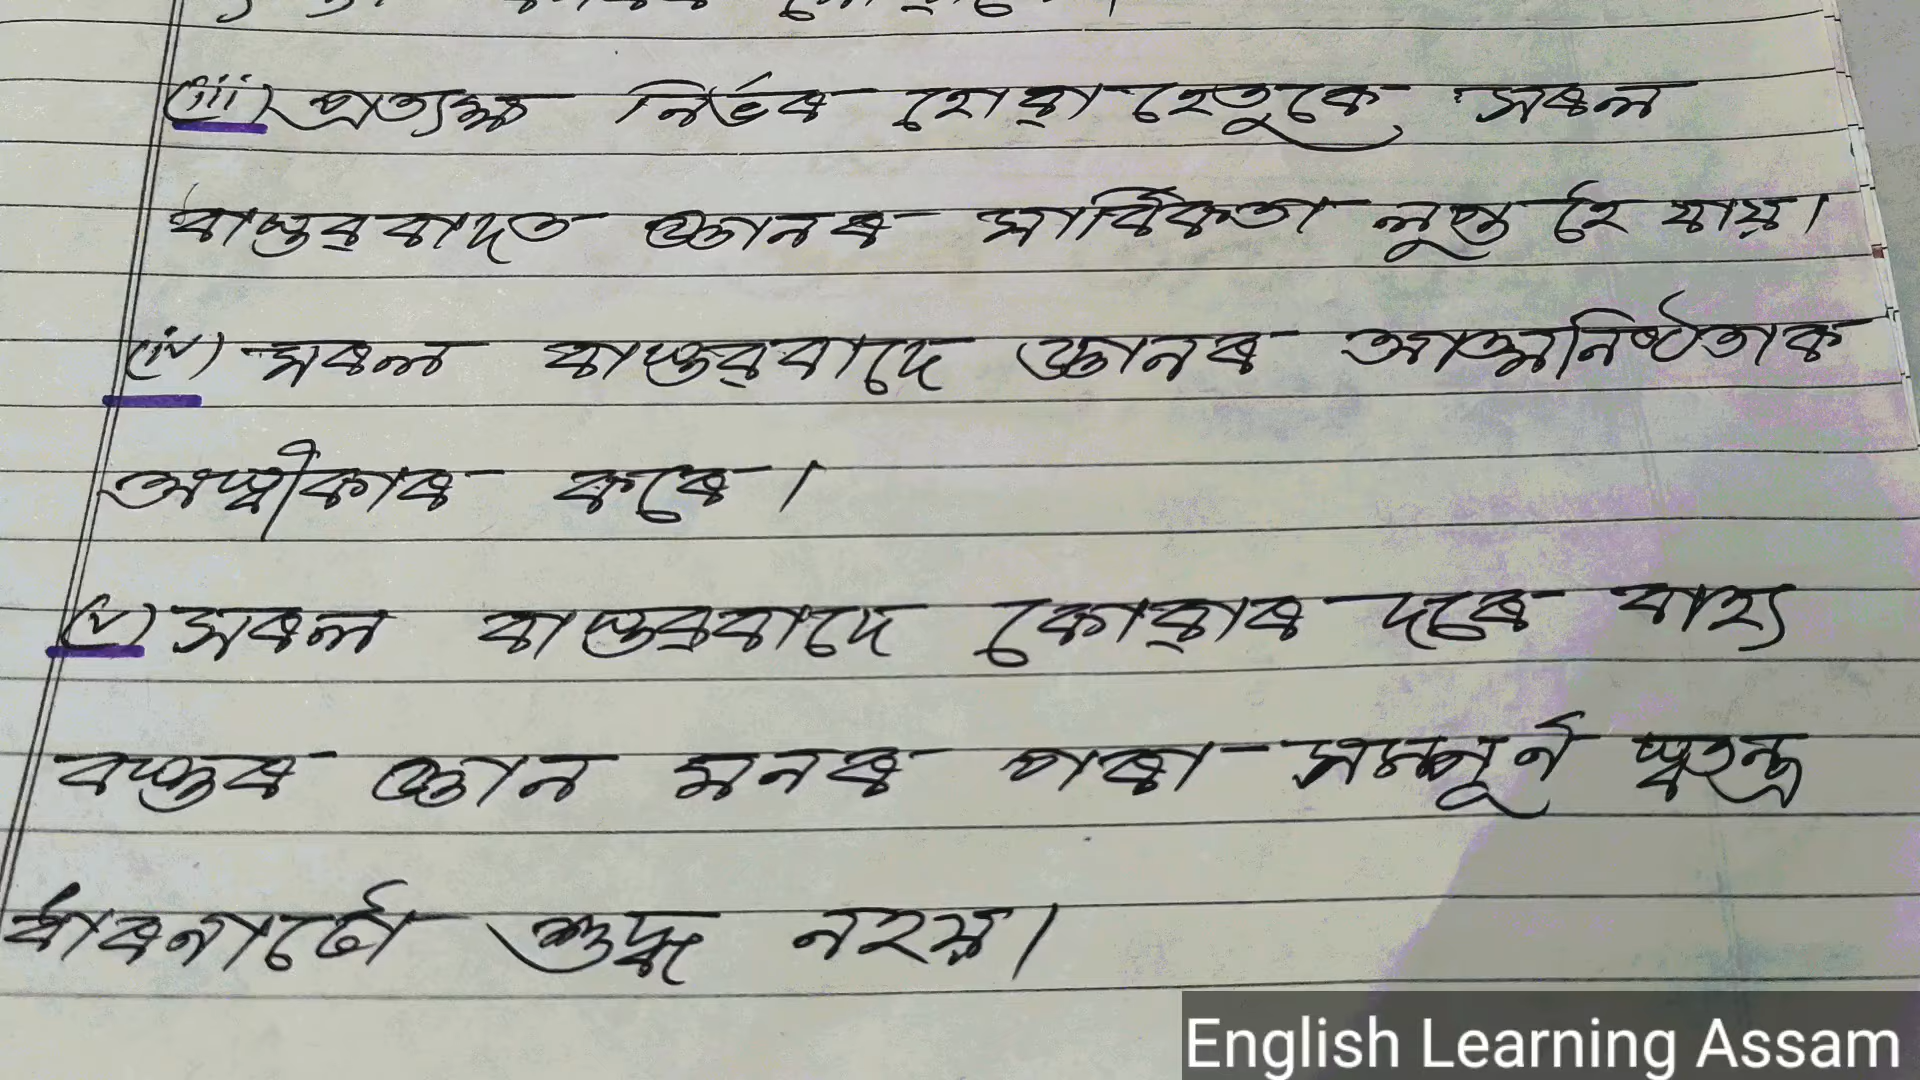 (iii) প্ৰত্যক্ষ নিৰ্ভৰ হোৱা হেতুকে, সৰল
বাস্তৱবাদত জ্ঞানৰ সাৰ্বিকতা লুপ্ত হৈ যায়।
(iv) সৰল বাস্তৱবাদে জ্ঞানৰ আত্মনিষ্ঠতাক
অস্বীকাৰ কৰে।
(v) সৰল বাস্তৱবাদে কোৱাৰ দৰে বাহ্য
বস্তুৰ জ্ঞান মনৰ পৰা সম্পূৰ্ন স্বতন্ত্ৰ
ধাৰনাটো শুদ্ধ নহয়।
English Learning Assam